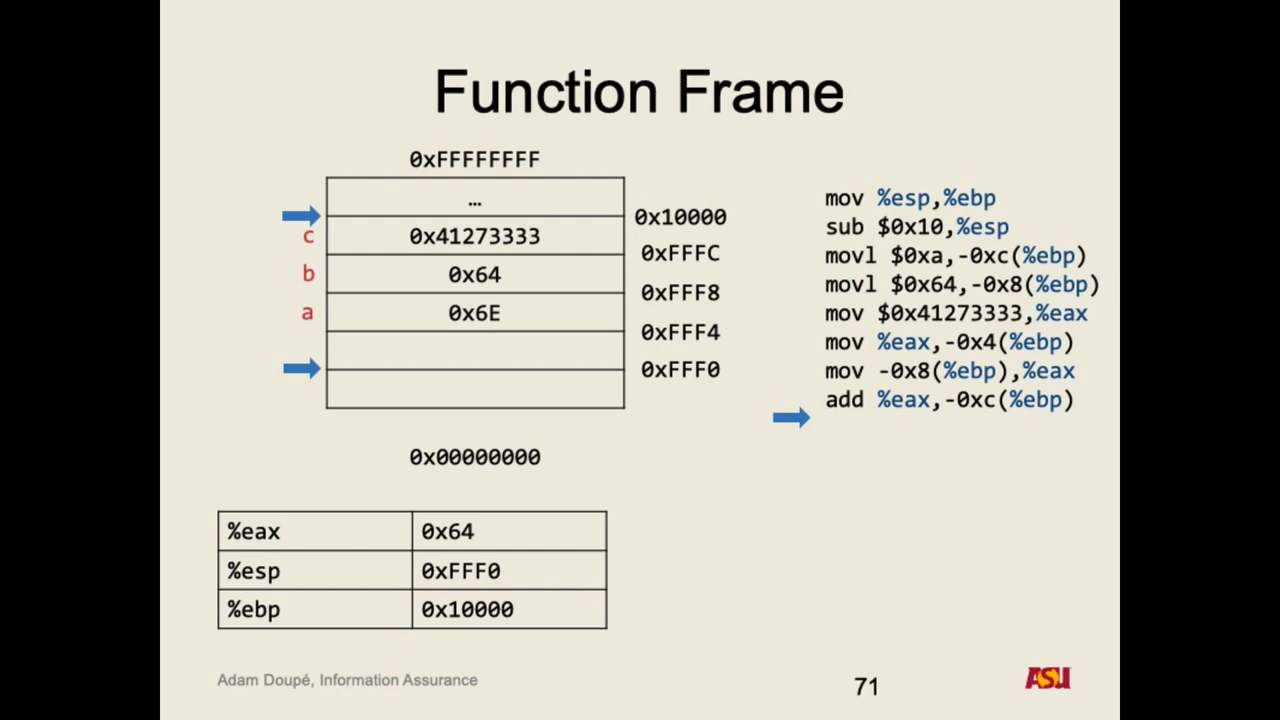 Function Frame
0xFFFFFFFF
…
0x10000
c 0x41273333
0xFFFC
b 0x64
0xFFF8
a 0x6E
0xFFF4
0xFFF0
0x00000000
mov %esp,%ebp
sub $0x10,%esp
movl $0xa,-0xc(%ebp)
movl $0x64,-0x8(%ebp)
mov $0x41273333,%eax
mov %eax,-0x4(%ebp)
mov -0x8(%ebp),%eax
add %eax,-0xc(%ebp)
%eax 0x64
%esp 0xFFF0
%ebp 0x10000
Adam Doupé, Information Assurance
71
ASU